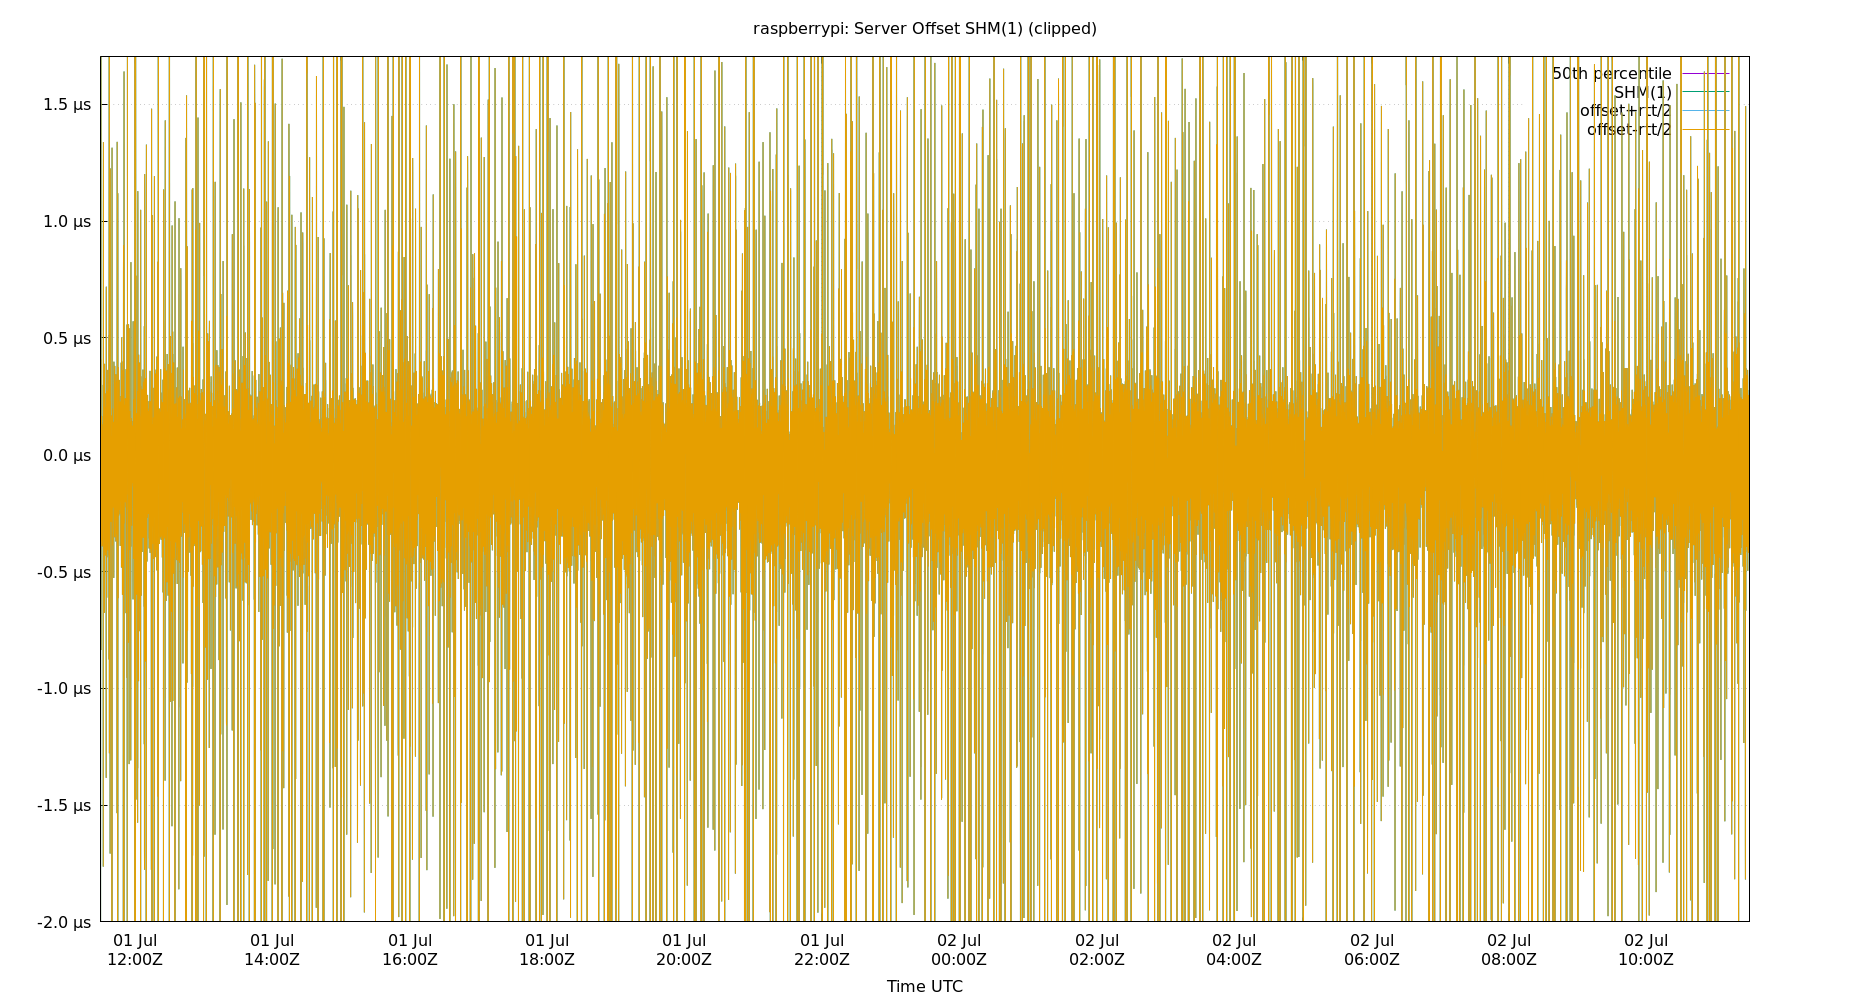 raspberrypi: Server Offset SHM(1) (clipped)
50th percentile
SHM(1)
offset+rtt/2
offset-rtt/2
1.5 µs
1.0 µs
0.5 µs
0.0 µs
-0.5 µs
-1.0 µs
-1.5 µs
-2.0 µs
01 Jul 01 Jul 01 Jul 01 Jul 01 Jul 01 Jul 02 Jul 02 Jul 02 Jul 02 Jul 02 Jul 02 Jul
12:00Z 14:00Z 16:00Z 18:00Z 20:00Z 22:00Z 00:00Z 02:00Z 04:00Z 06:00Z 08:00Z 10:00Z
Time UTC